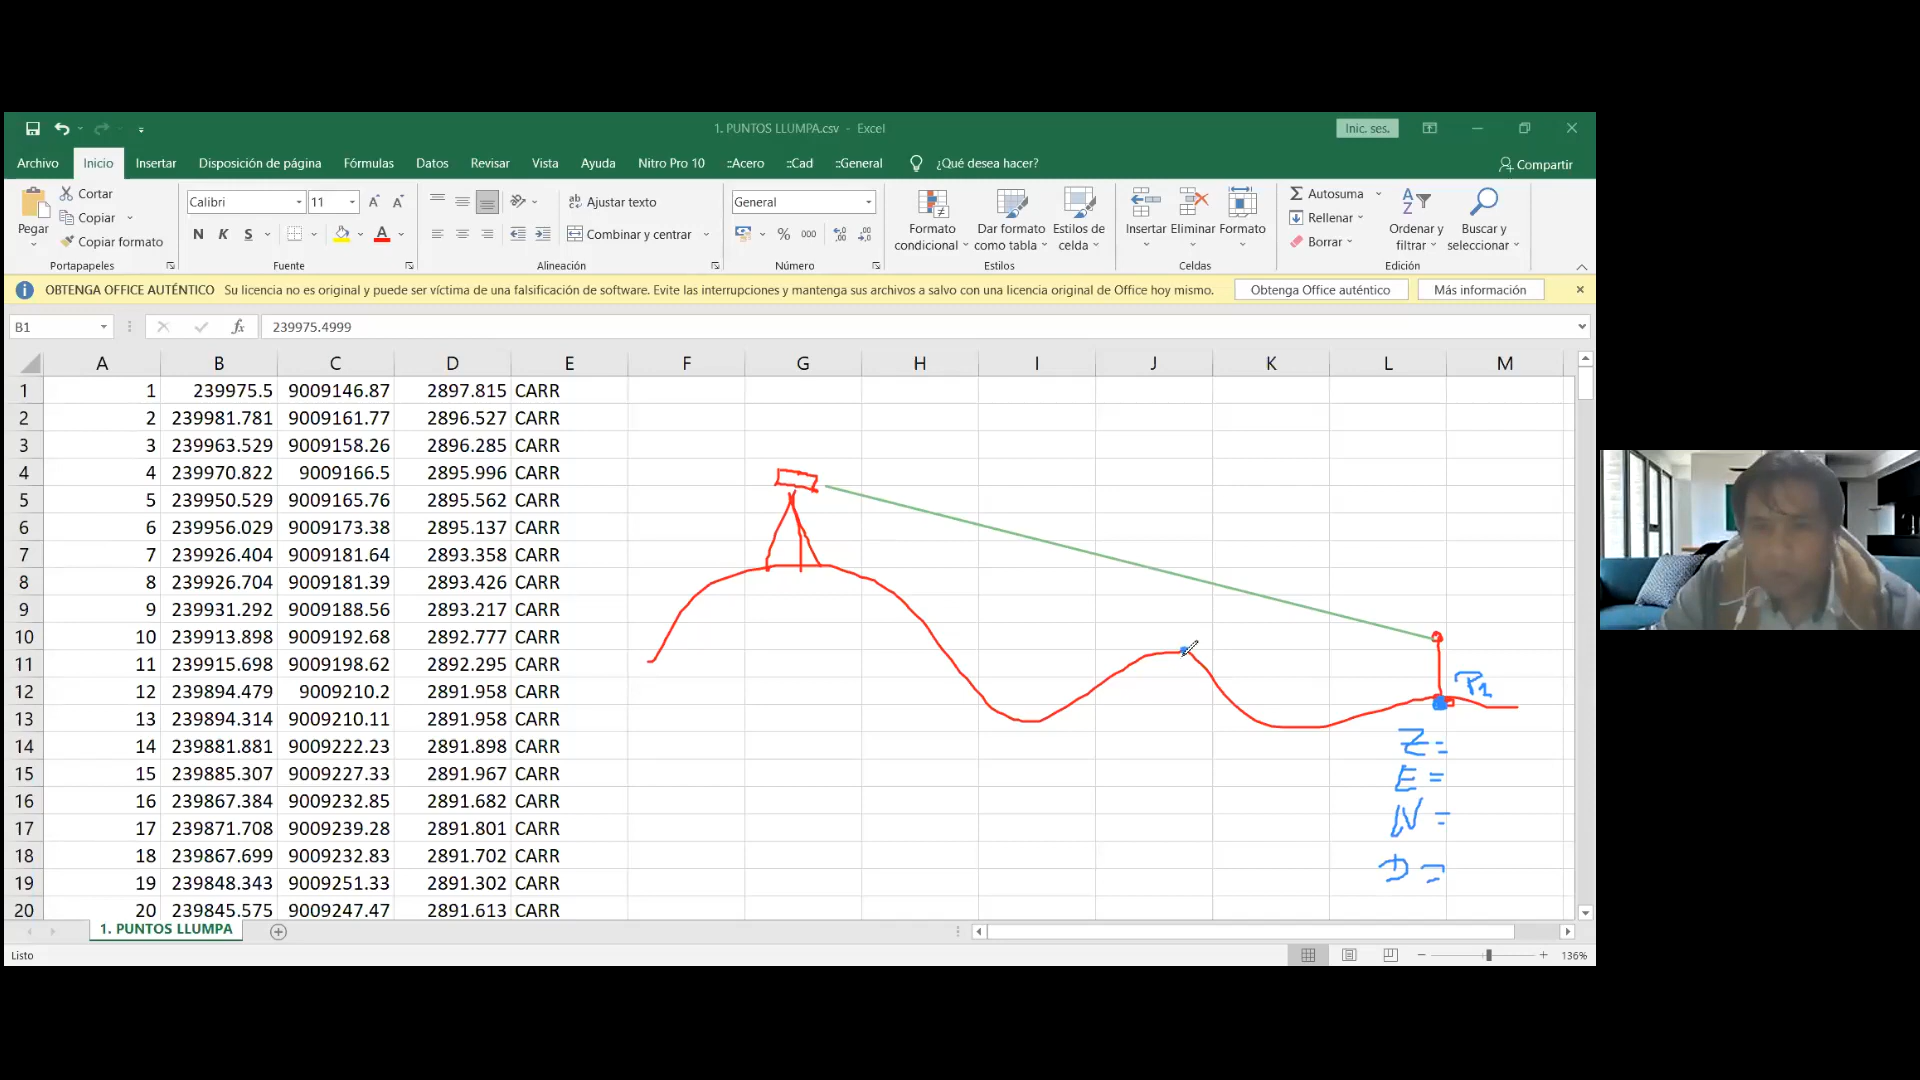 1. PUNTOS LLUMPA.csv - Excel
Inic. ses.
Archivo Inicio Insertar Disposición de página Fórmulas Datos Revisar Vista Ayuda Nitro Pro 10 ::Acero ::Cad ::General ¿Qué desea hacer? Compartir
Pegar
Cortar
Copiar
Copiar formato
Portapapeles
Calibri 11
N K S
Fuente
Ajustar texto
Combinar y centrar
Alineación
General
% 000
Número
Formato condicional
Dar formato como tabla
Estilos de celda
Estilos
Insertar
Eliminar
Formato
Celdas
Autosuma
Rellenar
Borrar
Ordenar y filtrar
Buscar y seleccionar
Edición
OBTENGA OFFICE AUTÉNTICO Su licencia no es original y puede ser víctima de una falsificación de software. Evite las interrupciones y mantenga sus archivos a salvo con una licencia original de Office hoy mismo. Obtenga Office auténtico Más información
B1 fx 239975.4999
A B C D E F G H I J K L M
1 1 239975.5 9009146.87 2897.815 CARR
2 2 239981.781 9009161.77 2896.527 CARR
3 3 239963.529 9009158.26 2896.285 CARR
4 4 239970.822 9009166.5 2895.996 CARR
5 5 239950.529 9009165.76 2895.562 CARR
6 6 239956.029 9009173.38 2895.137 CARR
7 7 239926.404 9009181.64 2893.358 CARR
8 8 239926.704 9009181.39 2893.426 CARR
9 9 239931.292 9009188.56 2893.217 CARR
10 10 239913.898 9009192.68 2892.777 CARR
11 11 239915.698 9009198.62 2892.295 CARR
12 12 239894.479 9009210.2 2891.958 CARR
13 13 239894.314 9009210.11 2891.958 CARR
14 14 239881.881 9009222.23 2891.898 CARR
15 15 239885.307 9009227.33 2891.967 CARR
16 16 239867.384 9009232.85 2891.682 CARR
17 17 239871.708 9009239.28 2891.801 CARR
18 18 239867.699 9009232.83 2891.702 CARR
19 19 239848.343 9009251.33 2891.302 CARR
20 20 239845.575 9009247.47 2891.613 CARR
P1
Z=
E=
N=
D=
1. PUNTOS LLUMPA
Listo
136%